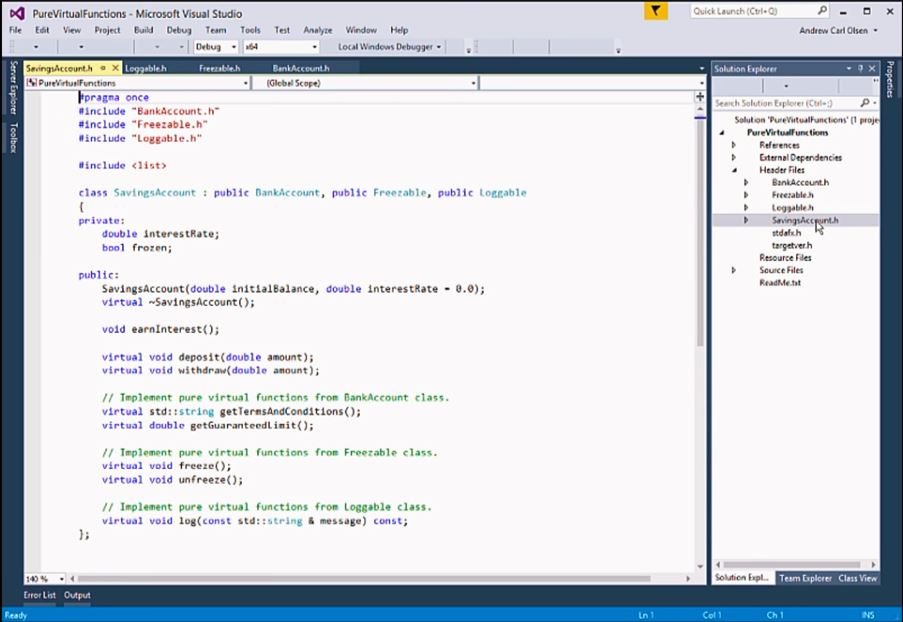 PureVirtualFunctions - Microsoft Visual Studio
Quick Launch (Ctrl+Q)
File Edit View Project Build Debug Team Tools Test Analyze Window Help
Andrew Carl Olsen
Debug x64 Local Windows Debugger
Server Explorer
Toolbox
SavingsAccount.h Loggable.h Freezable.h BankAccount.h
PureVirtualFunctions (Global Scope)
#pragma once
#include "BankAccount.h"
#include "Freezable.h"
#include "Loggable.h"
#include <list>
class SavingsAccount : public BankAccount, public Freezable, public Loggable
{
private:
double interestRate;
bool frozen;
public:
SavingsAccount(double initialBalance, double interestRate = 0.0);
virtual ~SavingsAccount();
void earnInterest();
virtual void deposit(double amount);
virtual void withdraw(double amount);
// Implement pure virtual functions from BankAccount class.
virtual std::string getTermsAndConditions();
virtual double getGuaranteedLimit();
// Implement pure virtual functions from Freezable class.
virtual void freeze();
virtual void unfreeze();
// Implement pure virtual functions from Loggable class.
virtual void log(const std::string & message) const;
};
140 %
Solution Explorer
Search Solution Explorer (Ctrl+;)
Solution 'PureVirtualFunctions' (1 projec
PureVirtualFunctions
References
External Dependencies
Header Files
BankAccount.h
Freezable.h
Loggable.h
SavingsAccount.h
stdafx.h
targetver.h
Resource Files
Source Files
ReadMe.txt
Solution Expl... Team Explorer Class View
Properties
Error List Output
Ready Ln 1 Col 1 Ch 1 INS